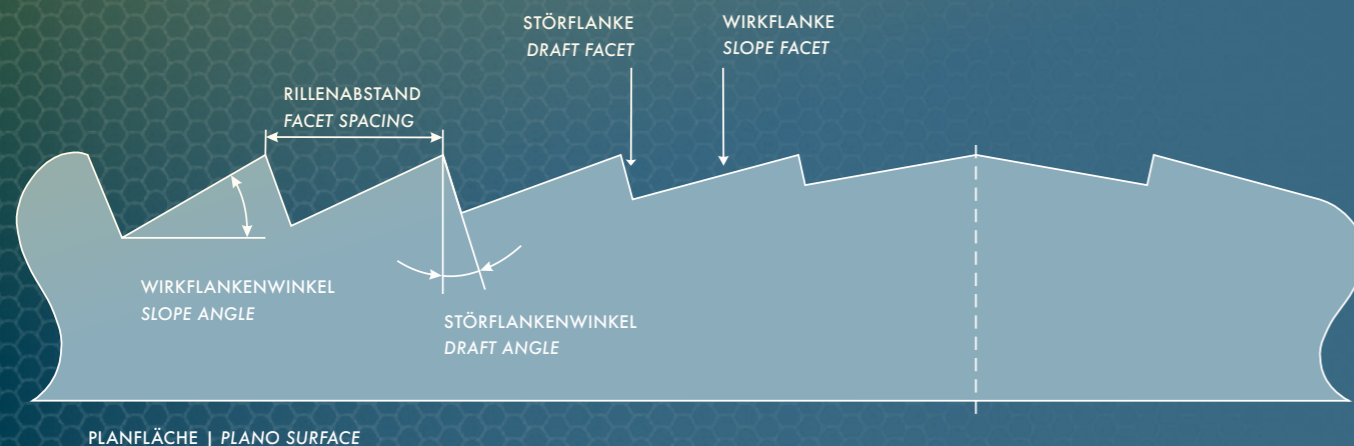 STÖRFLANKE
DRAFT FACET
WIRKFLANKE
SLOPE FACET
RILLENABSTAND
FACET SPACING
WIRKFLANKENWINKEL
SLOPE ANGLE
STÖRFLANKENWINKEL
DRAFT ANGLE
PLANFLÄCHE | PLANO SURFACE